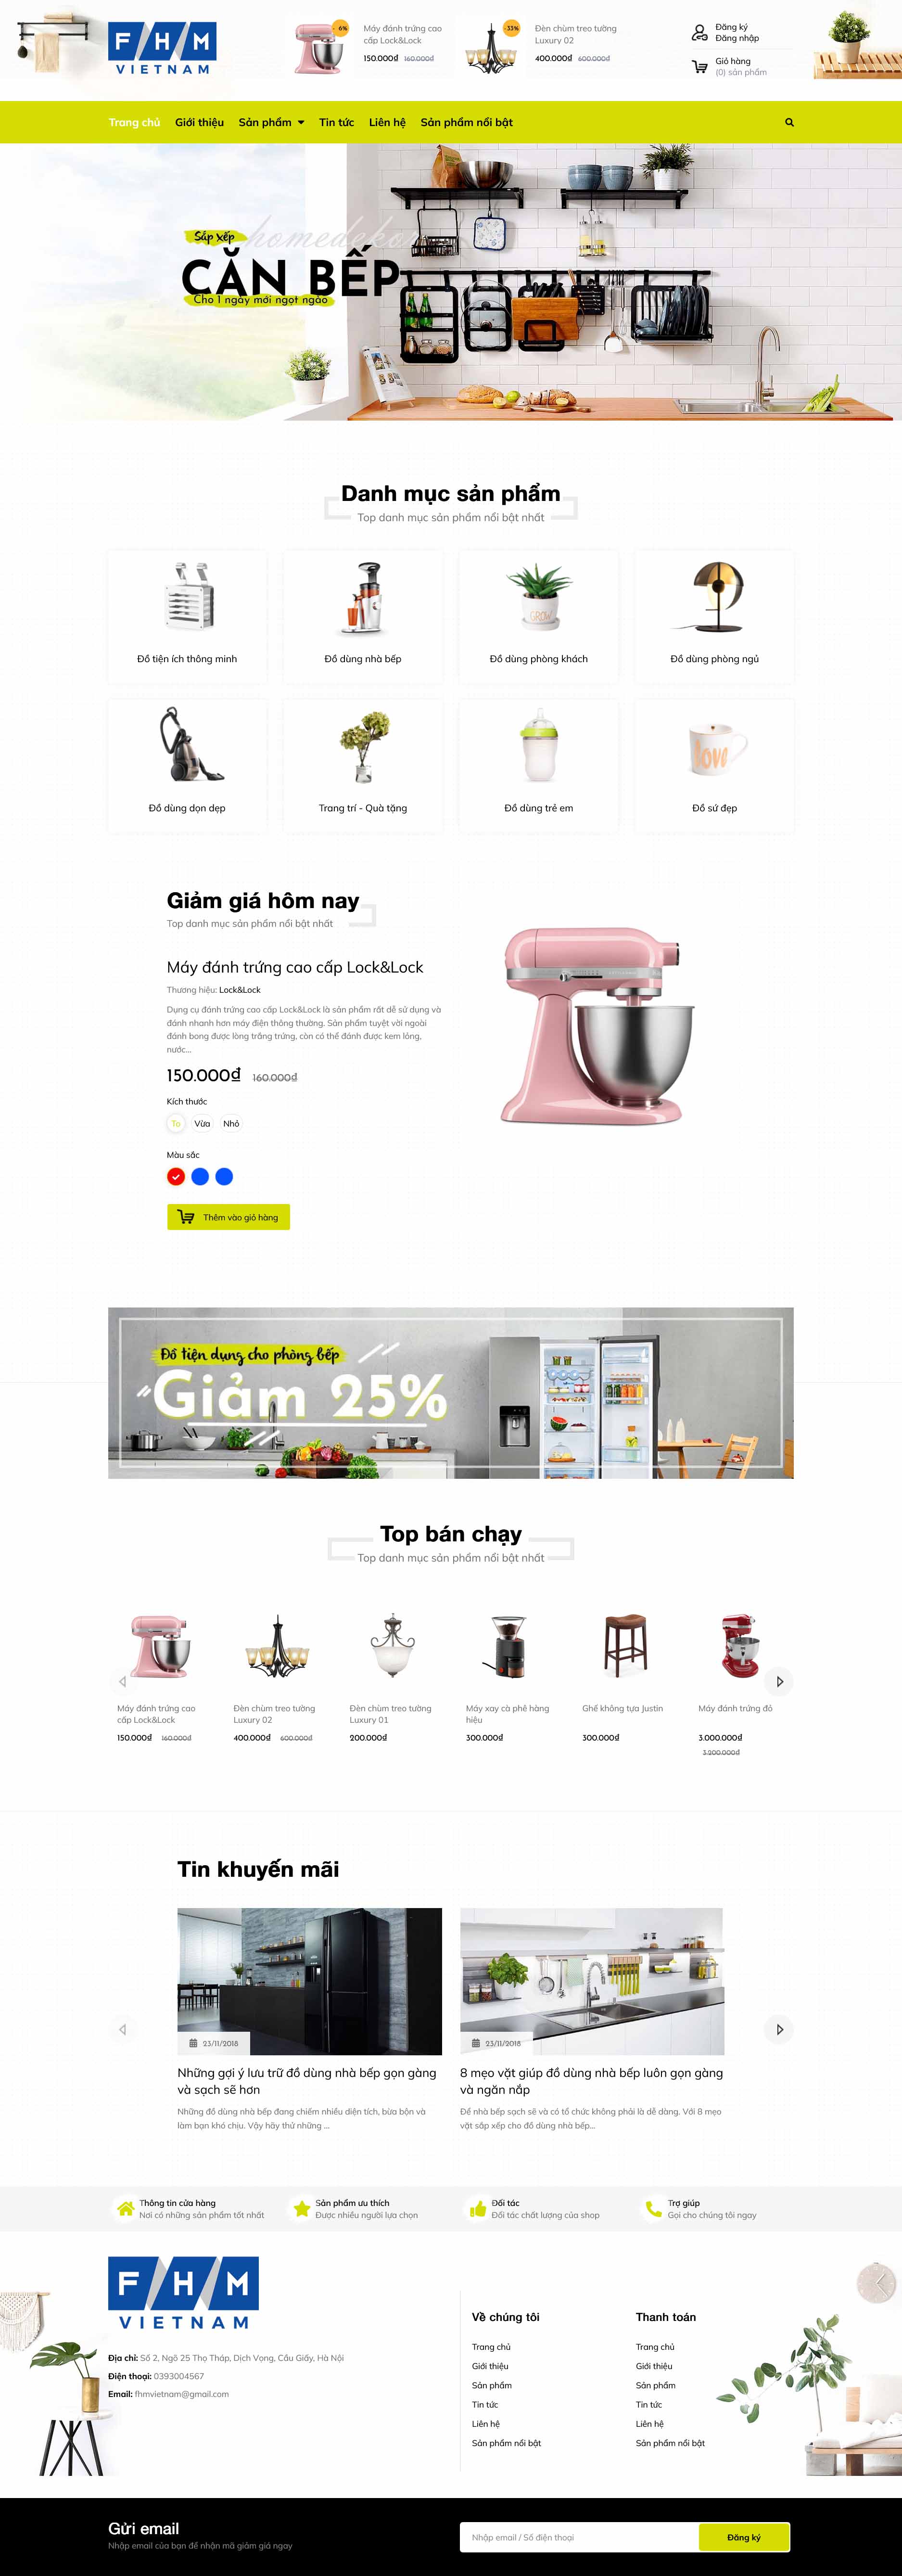 FHM
VIETNAM
- 6%
Máy đánh trứng cao
cấp Lock&Lock
150.000₫ 160.000₫
- 33%
Đèn chùm treo tường
Luxury 02
400.000₫ 600.000₫
Đăng ký
Đăng nhập
Giỏ hàng
(0) sản phẩm
Trang chủ Giới thiệu Sản phẩm Tin tức Liên hệ Sản phẩm nổi bật
Sắp xếp
CĂN BẾP
Cho 1 ngày mới ngọt ngào
Danh mục sản phẩm
Top danh mục sản phẩm nổi bật nhất
GROW
Đồ tiện ích thông minh
Đồ dùng nhà bếp
Đồ dùng phòng khách
Đồ dùng phòng ngủ
love
Đồ dùng dọn dẹp
Trang trí - Quà tặng
Đồ dùng trẻ em
Đồ sứ đẹp
Giảm giá hôm nay
Top danh mục sản phẩm nổi bật nhất
Máy đánh trứng cao cấp Lock&Lock
Thương hiệu: Lock&Lock
Dụng cụ đánh trứng cao cấp Lock&Lock là sản phẩm rất dễ sử dụng và
đánh nhanh hơn máy điện thông thường. Sản phẩm tuyệt vời ngoài
đánh bong được lòng trắng trứng, còn có thể đánh được kem lỏng,
nước...
150.000₫ 160.000₫
Kích thước
To Vừa Nhỏ
Màu sắc
Thêm vào giỏ hàng
Đồ tiện dụng cho phòng bếp
Giảm 25%
Top bán chạy
Top danh mục sản phẩm nổi bật nhất
Máy đánh trứng cao
cấp Lock&Lock
150.000₫ 160.000₫
Đèn chùm treo tường
Luxury 02
400.000₫ 600.000₫
Đèn chùm treo tường
Luxury 01
200.000₫
Máy xay cà phê hàng
hiệu
300.000₫
Ghế không tựa Justin
300.000₫
Máy đánh trứng đỏ
3.000.000₫
3.200.000₫
Tin khuyến mãi
23/11/2018
Những gợi ý lưu trữ đồ dùng nhà bếp gọn gàng
và sạch sẽ hơn
Những đồ dùng nhà bếp đang chiếm nhiều diện tích, bừa bộn và
làm bạn khó chịu. Vậy hãy thử những ...
23/11/2018
8 mẹo vặt giúp đồ dùng nhà bếp luôn gọn gàng
và ngăn nắp
Để nhà bếp sạch sẽ và có tổ chức không phải là dễ dàng. Với 8 mẹo
vặt sắp xếp cho đồ dùng nhà bếp...
Thông tin cửa hàng
Nơi có những sản phẩm tốt nhất
Sản phẩm ưu thích
Được nhiều người lựa chọn
Đối tác
Đối tác chất lượng của shop
Trợ giúp
Gọi cho chúng tôi ngay
FHM
VIETNAM
Địa chỉ: Số 2, Ngõ 25 Thọ Tháp, Dịch Vọng, Cầu Giấy, Hà Nội
Điện thoại: 0393004567
Email: fhmvietnam@gmail.com
Về chúng tôi
Trang chủ
Giới thiệu
Sản phẩm
Tin tức
Liên hệ
Sản phẩm nổi bật
Thanh toán
Trang chủ
Giới thiệu
Sản phẩm
Tin tức
Liên hệ
Sản phẩm nổi bật
Gửi email
Nhập email của bạn để nhận mã giảm giá ngay
Nhập email / Số điện thoại
Đăng ký